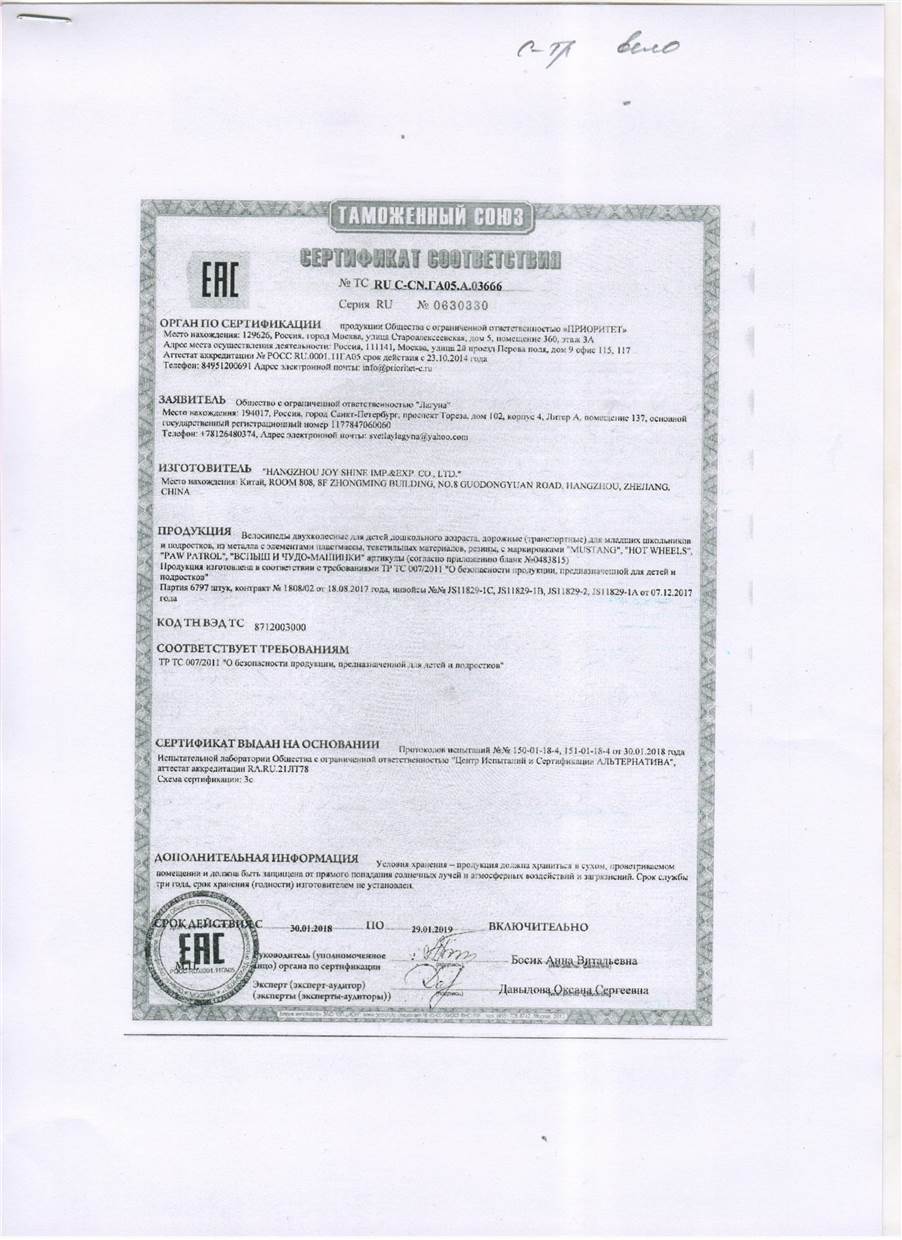 с-тр вело
ТАМОЖЕННЫЙ СОЮЗ
ЕАС
СЕРТИФИКАТ СООТВЕТСТВИЯ
№ ТС RU C-CN.ГА05.А.03666
Серия RU № 0630330
ОРГАН ПО СЕРТИФИКАЦИИ продукции Общества с ограниченной ответственностью «ПРИОРИТЕТ»
Место нахождения: 129626, Россия, город Москва, улица Староалексеевская, дом 5, помещение 360, этаж 3А
Адрес места осуществления деятельности: Россия, 111141, Москва, улица 2й проезд Перова поля, дом 9 офис 115, 117
Аттестат аккредитации № РОСС RU.0001.11ГА05 срок действия с 23.10.2014 года
Телефон: 84951200691 Адрес электронной почты: info@prioritet-c.ru
ЗАЯВИТЕЛЬ Общество с ограниченной ответственностью "Лагуна"
Место нахождения: 194017, Россия, город Санкт-Петербург, проспект Тореза, дом 102, корпус 4, Литер А, помещение 137, основной
государственный регистрационный номер 1177847060060
Телефон: +78126480374, Адрес электронной почты: svetlaylagyna@yahoo.com
ИЗГОТОВИТЕЛЬ "HANGZHOU JOY SHINE IMP.&EXP. CO., LTD."
Место нахождения: Китай, ROOM 808, 8F ZHONGMING BUILDING, NO.8 GUODONGYUAN ROAD, HANGZHOU, ZHEJIANG,
CHINA
ПРОДУКЦИЯ Велосипеды двухколесные для детей дошкольного возраста, дорожные (транспортные) для младших школьников
и подростков, из металла с элементами пластмассы, текстильных материалов, резины, с маркировками "MUSTANG", "HOT WHEELS",
"PAW PATROL", "ВСПЫШ И ЧУДО-МАШИНКИ" артикулы (согласно приложению бланк №0483815)
Продукция изготовлена в соответствии с требованиями ТР ТС 007/2011 "О безопасности продукции, предназначенной для детей и
подростков"
Партия 6797 штук, контракт № 1808/02 от 18.08.2017 года, инвойсы №№ JS11829-1C, JS11829-1B, JS11829-2, JS11829-1A от 07.12.2017
года
КОД ТН ВЭД ТС 8712003000
СООТВЕТСТВУЕТ ТРЕБОВАНИЯМ
ТР ТС 007/2011 "О безопасности продукции, предназначенной для детей и подростков"
СЕРТИФИКАТ ВЫДАН НА ОСНОВАНИИ Протоколов испытаний №№ 150-01-18-4, 151-01-18-4 от 30.01.2018 года
Испытательной лаборатории Общества с ограниченной ответственностью "Центр Испытаний и Сертификации АЛЬТЕРНАТИВА",
аттестат аккредитации RA.RU.21ЛТ78
Схема сертификации: 3с
ДОПОЛНИТЕЛЬНАЯ ИНФОРМАЦИЯ Условия хранения – продукция должна храниться в сухом, проветриваемом
помещении и должна быть защищена от прямого попадания солнечных лучей и атмосферных воздействий и загрязнений. Срок службы
три года, срок хранения (годности) изготовителем не установлен.
СРОК ДЕЙСТВИЯ С 30.01.2018 ПО 29.01.2019 ВКЛЮЧИТЕЛЬНО
ЕАС
Руководитель (уполномоченное
лицо) органа по сертификации Босик Анна Витальевна
Эксперт (эксперт-аудитор)
(эксперты (эксперты-аудиторы)) Давыдова Оксана Сергеевна